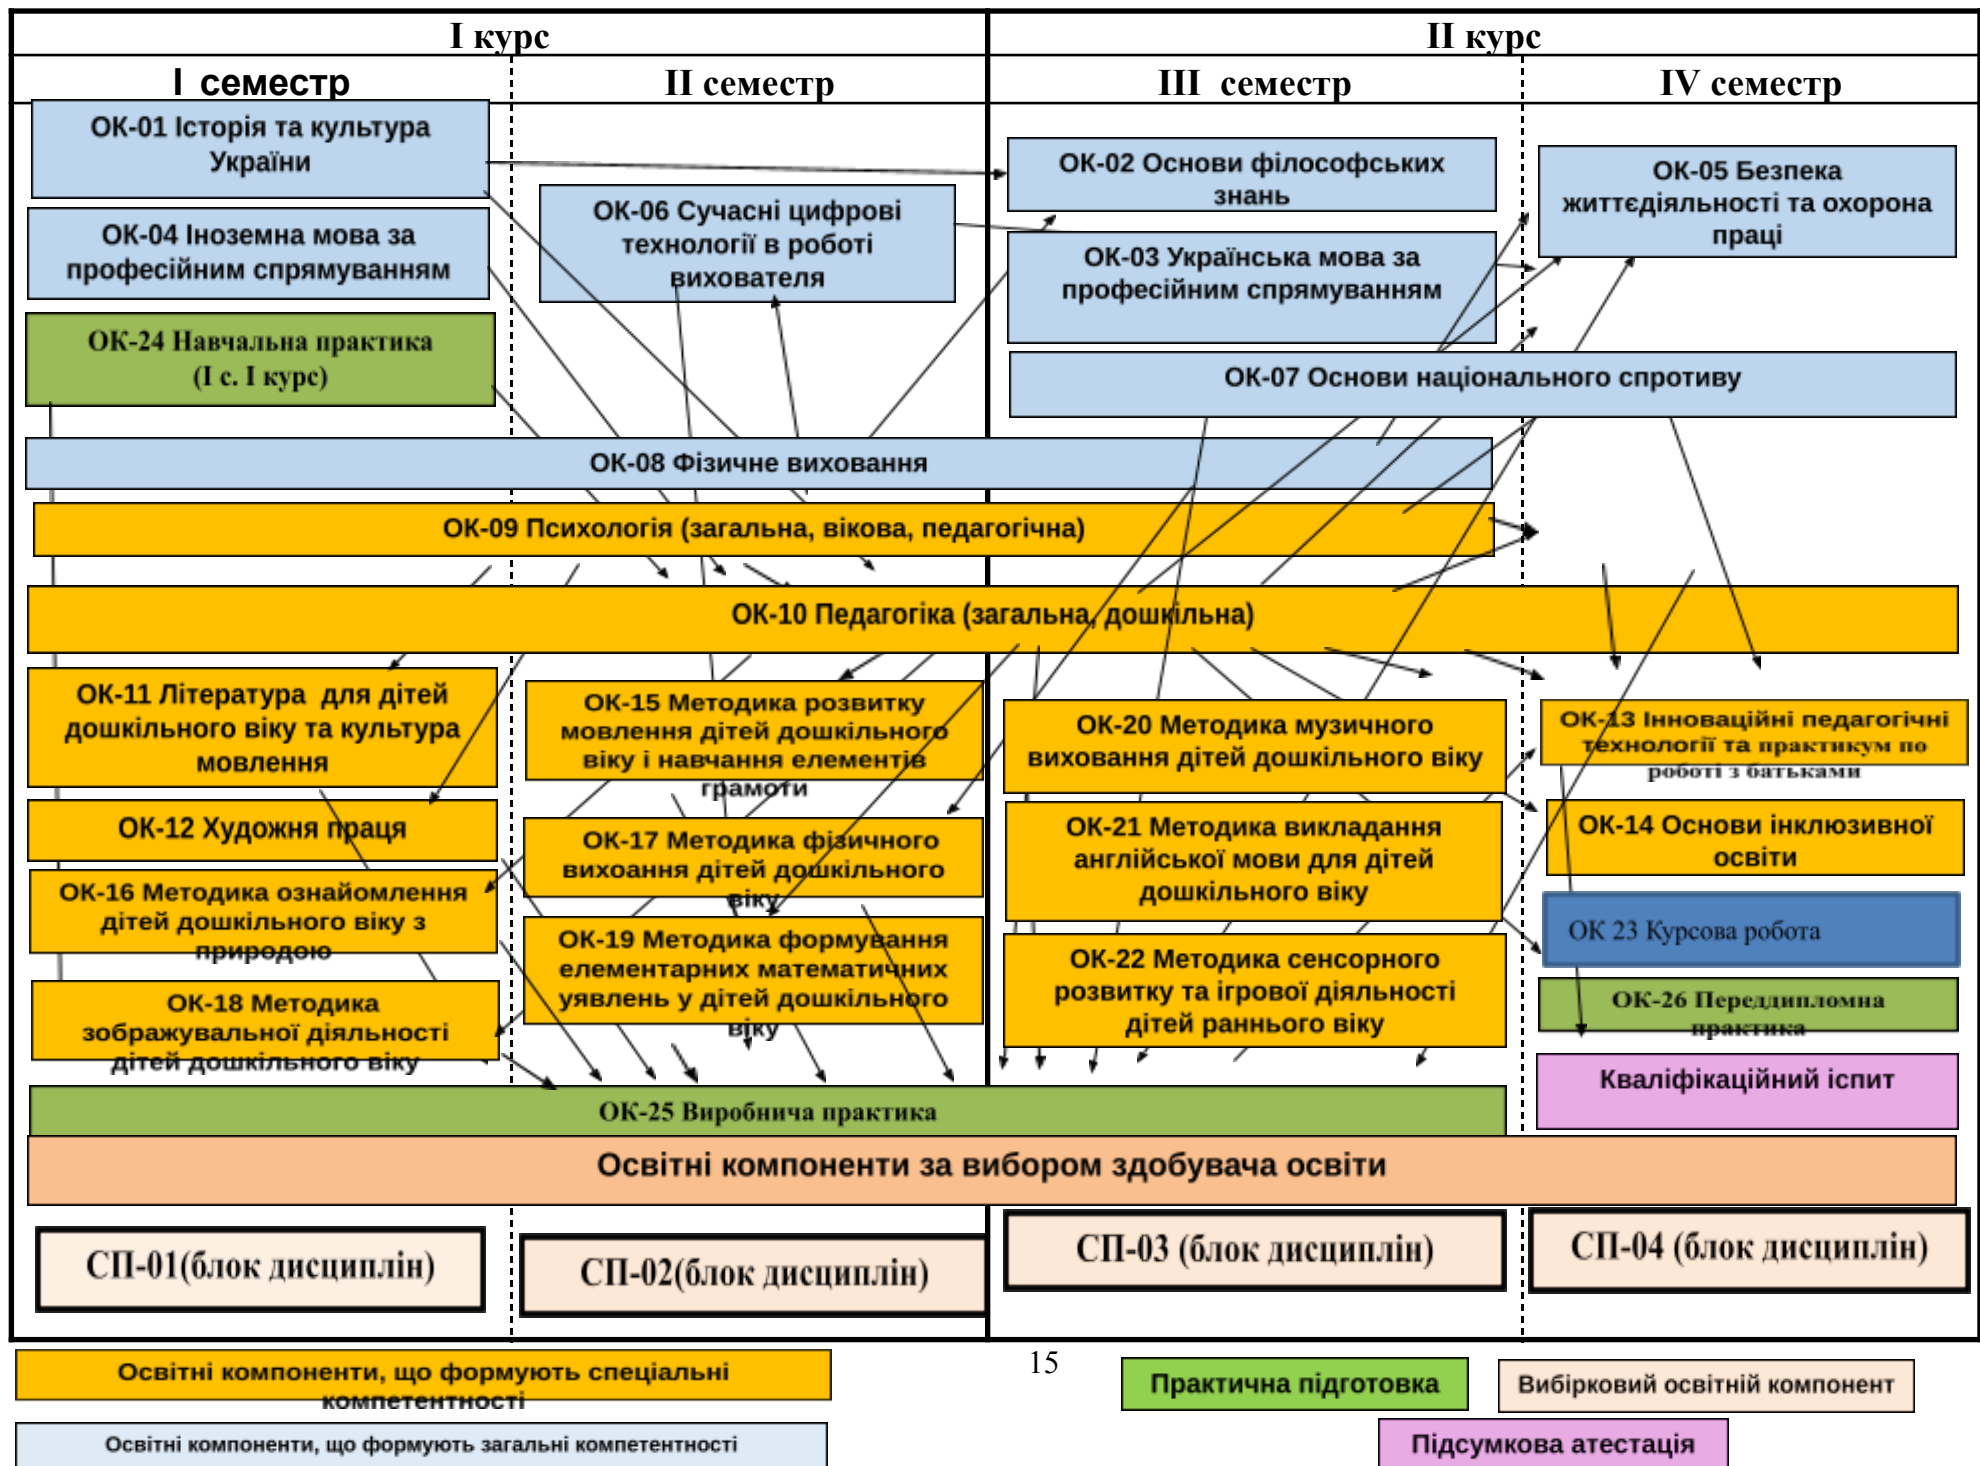 І курс
ІІ курс
І семестр
ІІ семестр
ІІІ семестр
IV семестр
ОК-01 Історія та культура
України
ОК-04 Іноземна мова за
професійним спрямуванням
ОК-24 Навчальна практика
(І с. І курс)
ОК-06 Сучасні цифрові
технології в роботі
вихователя
ОК-02 Основи філософських
знань
ОК-03 Українська мова за
професійним спрямуванням
ОК-05 Безпека
життєдіяльності та охорона
праці
ОК-07 Основи національного спротиву
ОК-08 Фізичне виховання
ОК-09 Психологія (загальна, вікова, педагогічна)
ОК-10 Педагогіка (загальна, дошкільна)
ОК-11 Література для дітей
дошкільного віку та культура
мовлення
ОК-12 Художня праця
ОК-16 Методика ознайомлення
дітей дошкільного віку з
природою
ОК-18 Методика
зображувальної діяльності
дітей дошкільного віку
ОК-15 Методика розвитку
мовлення дітей дошкільного
віку і навчання елементів
грамоти
ОК-17 Методика фізичного
вихоання дітей дошкільного
віку
ОК-19 Методика формування
елементарних математичних
уявлень у дітей дошкільного
віку
ОК-20 Методика музичного
виховання дітей дошкільного віку
ОК-21 Методика викладання
англійської мови для дітей
дошкільного віку
ОК-22 Методика сенсорного
розвитку та ігрової діяльності
дітей раннього віку
ОК-13 Інноваційні педагогічні
технології та практикум по
роботі з батьками
ОК-14 Основи інклюзивної
освіти
ОК 23 Курсова робота
ОК-26 Переддипломна
практика
Кваліфікаційний іспит
ОК-25 Виробнича практика
Освітні компоненти за вибором здобувача освіти
СП-01(блок дисциплін)
СП-02(блок дисциплін)
СП-03 (блок дисциплін)
СП-04 (блок дисциплін)
Освітні компоненти, що формують спеціальні
компетентності
15
Практична підготовка
Вибірковий освітній компонент
Освітні компоненти, що формують загальні компетентності
Підсумкова атестація